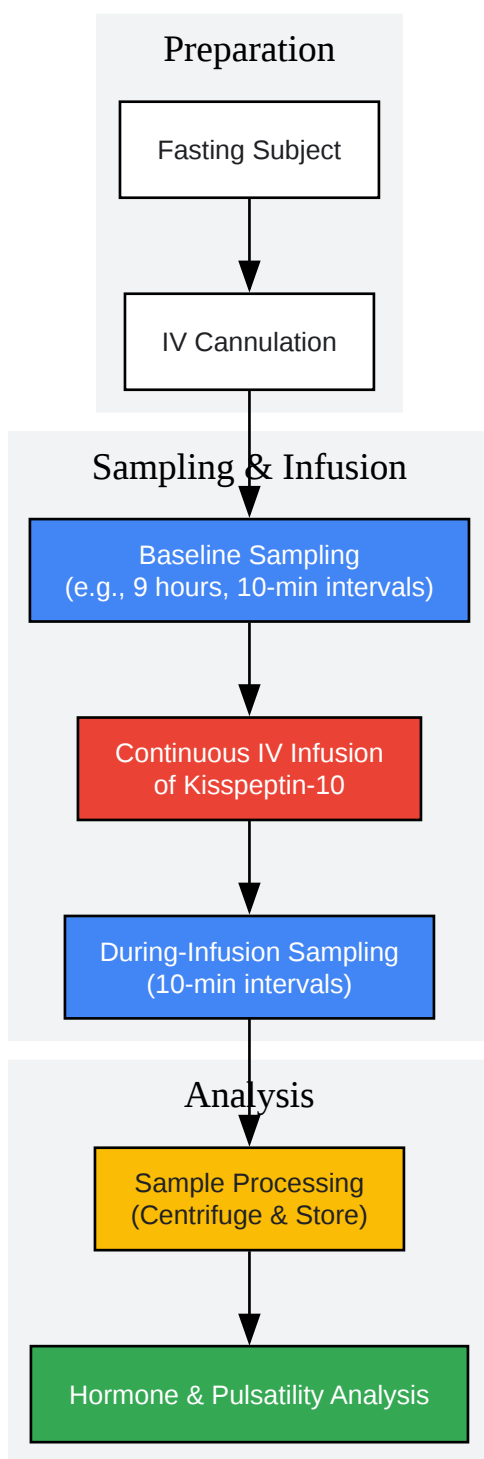 Preparation
Fasting Subject
IV Cannulation
Sampling & Infusion
Baseline Sampling
(e.g., 9 hours, 10-min intervals)
Continuous IV Infusion
of Kisspeptin-10
During-Infusion Sampling
(10-min intervals)
Analysis
Sample Processing
(Centrifuge & Store)
Hormone & Pulsatility Analysis